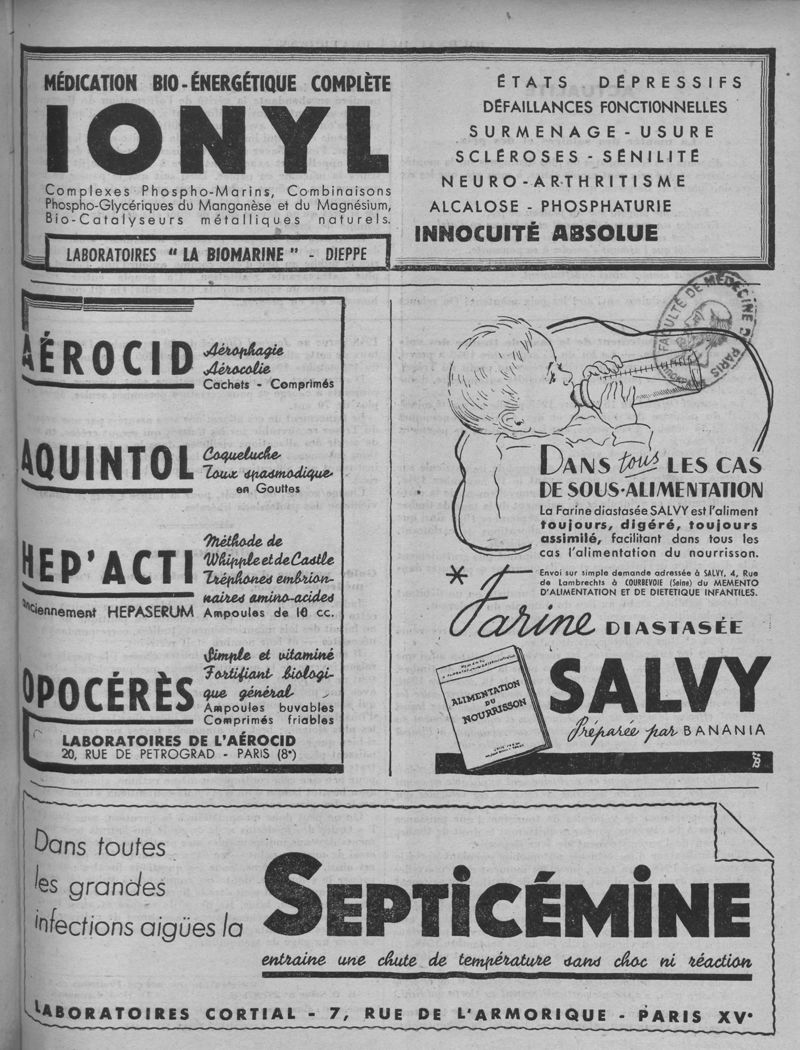 MÉDICATION BIO-ÉNERGÉTIQUE COMPLÈTE
IONYL
Complexes Phospho-Marins, Combinaisons
Phospho-Glycériques du Manganèse et du Magnésium,
Bio-Catalyseurs métalliques naturels.
LABORATOIRES "LA BIOMARINE" - DIEPPE
ÉTATS DÉPRESSIFS
DÉFAILLANCES FONCTIONNELLES
SURMENAGE - USURE
SCLÉROSES - SÉNILITÉ
NEURO-ARTHRITISME
ALCALOSE - PHOSPHATURIE
INNOCUITÉ ABSOLUE
AÉROCID
Aérophagie
Aérocolie
Cachets - Comprimés
AQUINTOL
Coqueluche
Toux spasmodique
en Gouttes
HEP'ACTI
anciennement HEPASERUM
Méthode de
Whipple et de Castle
Tréphones embrion-
naires amino-acides
Ampoules de 10 cc.
OPOCÉRÈS
Simple et vitaminé
Fortifiant biologi-
que général
Ampoules buvables
Comprimés friables
LABORATOIRES DE L'AÉROCID
20, RUE DE PETROGRAD - PARIS (8e)
FACULTÉ DE MÉDECINE DE PARIS
DANS tous LES CAS
DE SOUS-ALIMENTATION
La Farine diastasée SALVY est l'aliment
toujours, digéré, toujours
assimilé, facilitant dans tous les
cas l'alimentation du nourrisson.
* Envoi sur simple demande adressée à SALVY, 4, Rue
de Lambrechts à COURBEVOIE (Seine) du MEMENTO
D'ALIMENTATION ET DE DIETETIQUE INFANTILES.
Farine DIASTASÉE
ALIMENTATION
DU
NOURRISSON
SALVY
Préparée par BANANIA
Dans toutes
les grandes
infections aigües la
SEPTICÉMINE
entraine une chute de température sans choc ni réaction
LABORATOIRES CORTIAL - 7, RUE DE L'ARMORIQUE - PARIS XVe